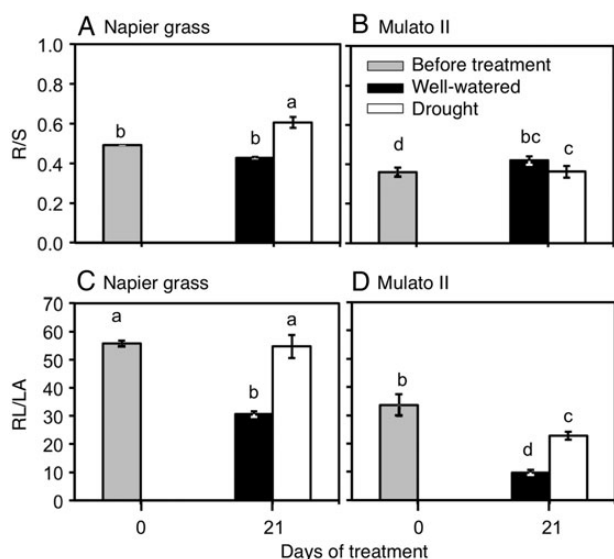 A Napier grass
B Mulato II
1.0
0.8
0.6
0.4
0.2
0.0
R/S
b
b
a
Before treatment
Well-watered
Drought
d
bc
c
C Napier grass
D Mulato II
70
60
50
40
30
20
10
0
RL/LA
a
b
a
b
d
c
0
21
0
21
Days of treatment